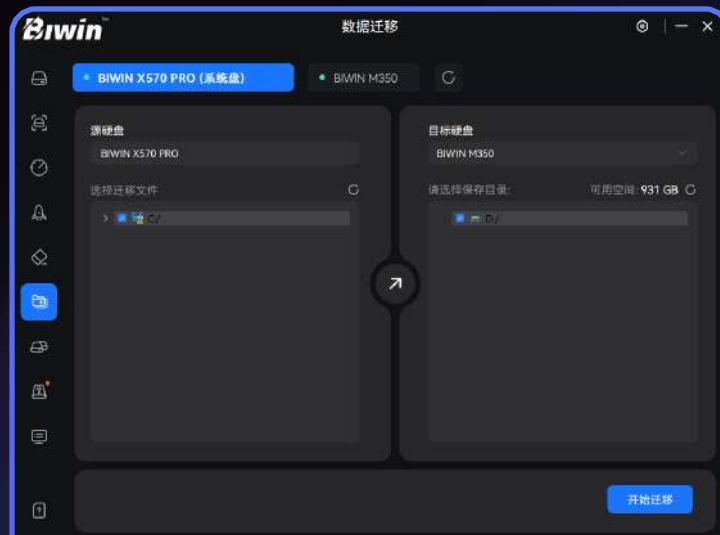 Biwin™
数据迁移
BIWIN X570 PRO (系统盘)
BIWIN M350
源硬盘
BIWIN X570 PRO
选择迁移文件
C:/
目标硬盘
BIWIN M350
请选择保存目录:
可用空间: 931 GB
D:/
开始迁移